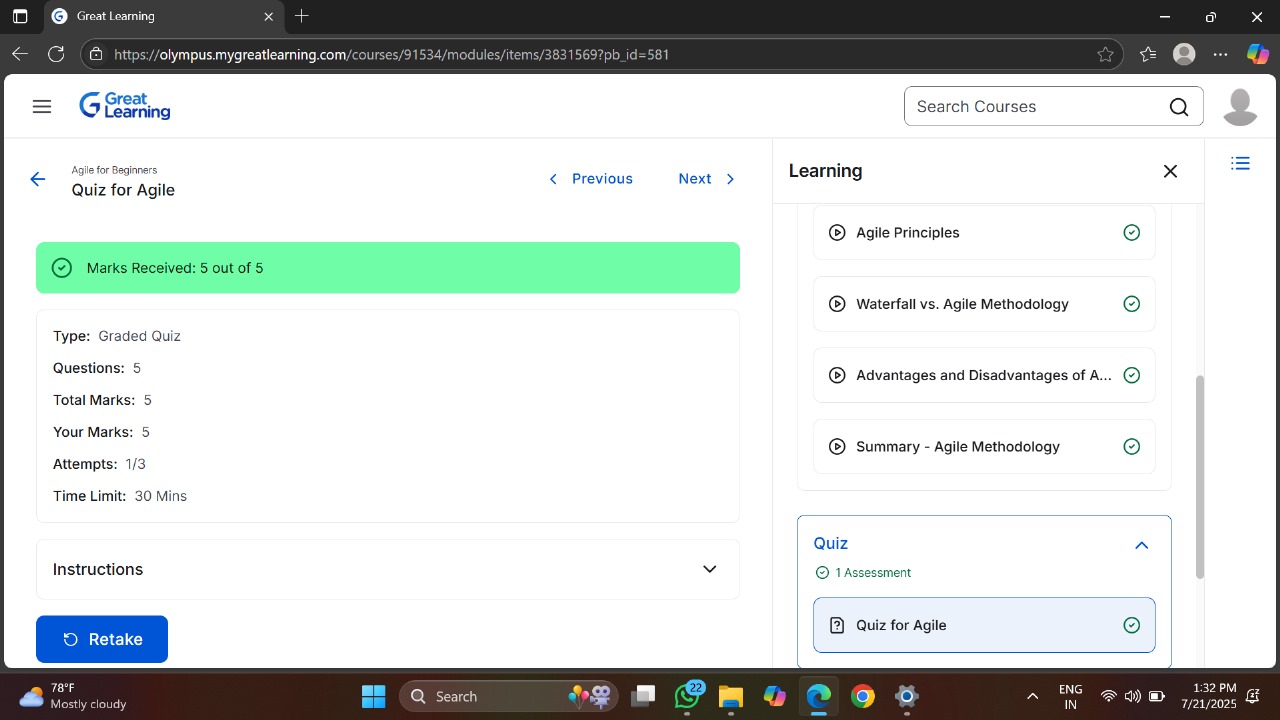 Great Learning
https://olympus.mygreatlearning.com/courses/91534/modules/items/3831569?pb_id=581
Great
Learning
Search Courses
Agile for Beginners
Quiz for Agile
Previous
Next
Marks Received: 5 out of 5
Type: Graded Quiz
Questions: 5
Total Marks: 5
Your Marks: 5
Attempts: 1/3
Time Limit: 30 Mins
Instructions
Retake
Learning
Agile Principles
Waterfall vs. Agile Methodology
Advantages and Disadvantages of A...
Summary - Agile Methodology
Quiz
1 Assessment
Quiz for Agile
78°F
Mostly cloudy
Search
22
ENG
IN
1:32 PM
7/21/2025